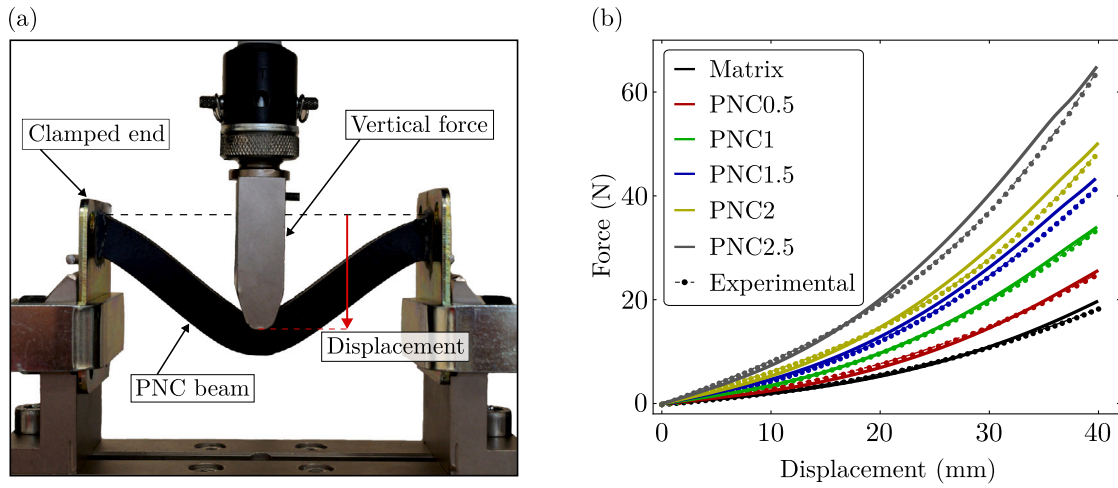 (a)
Clamped end
Vertical force
Displacement
PNC beam
(b)
Matrix
PNC0.5
PNC1
PNC1.5
PNC2
PNC2.5
Experimental
Force (N)
60
40
20
0
0 10 20 30 40
Displacement (mm)